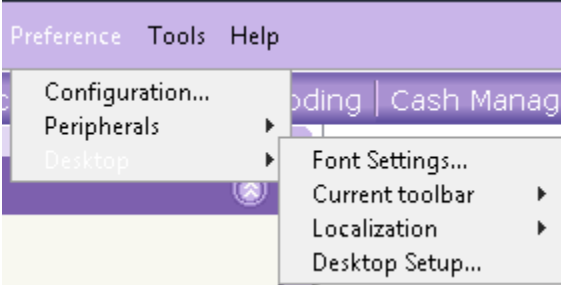 Preference Tools Help
Configuration...
oding | Cash Manag
Peripherals
Desktop
Font Settings...
Current toolbar
Localization
Desktop Setup...